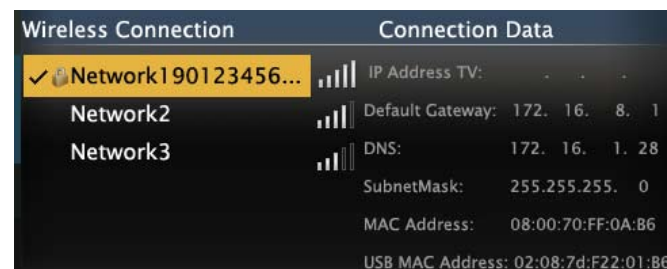 Wireless Connection
Connection Data
Network190123456...
Network2
Network3
IP Address TV: . . .
Default Gateway: 172. 16. 8. 1
DNS: 172. 16. 1. 28
SubnetMask: 255.255.255. 0
MAC Address: 08:00:70:FF:0A:B6
USB MAC Address: 02:08:7d:F22:01:B6